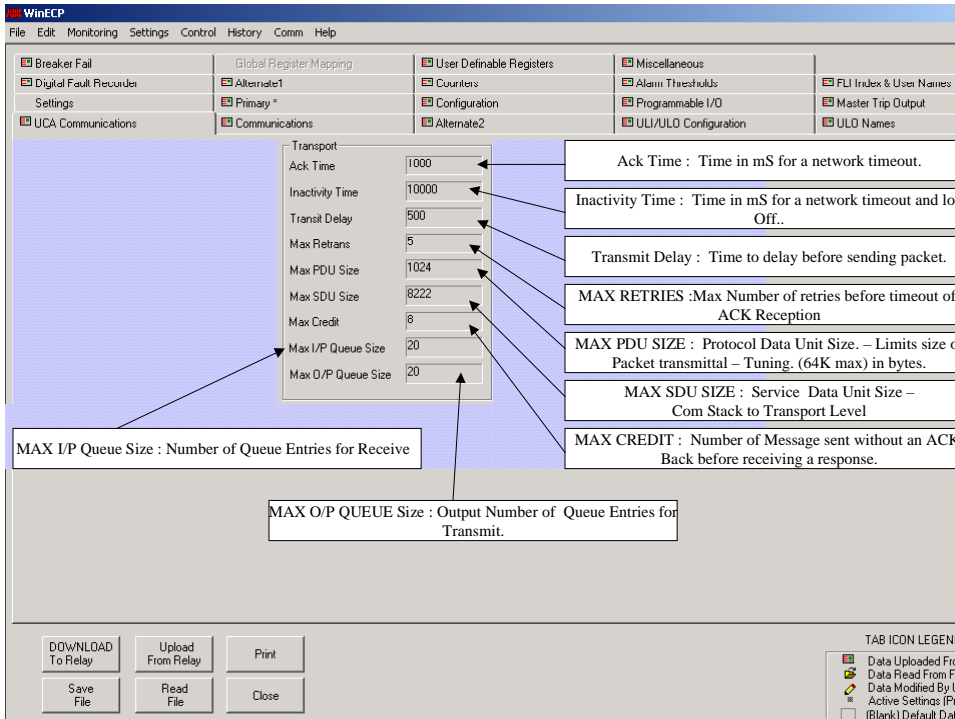 WinECP
File Edit Monitoring Settings Control History Comm Help
Breaker Fail Global Register Mapping User Definable Registers Miscellaneous
Digital Fault Recorder Alternate1 Counters Alarm Thresholds FLI Index & User Names
Settings Primary * Configuration Programmable I/O Master Trip Output
UCA Communications Communications Alternate2 ULI/ULO Configuration ULO Names
Transport
Ack Time 1000
Inactivity Time 10000
Transit Delay 500
Max Retrans 5
Max PDU Size 1024
Max SDU Size 8222
Max Credit 8
Max I/P Queue Size 20
Max O/P Queue Size 20
Ack Time : Time in mS for a network timeout.
Inactivity Time : Time in mS for a network timeout and lo
Off..
Transmit Delay : Time to delay before sending packet.
MAX RETRIES :Max Number of retries before timeout of
ACK Reception
MAX PDU SIZE : Protocol Data Unit Size. – Limits size o
Packet transmittal – Tuning. (64K max) in bytes.
MAX SDU SIZE : Service Data Unit Size –
Com Stack to Transport Level
MAX CREDIT : Number of Message sent without an ACK
Back before receiving a response.
MAX I/P Queue Size : Number of Queue Entries for Receive
MAX O/P QUEUE Size : Output Number of Queue Entries for
Transmit.
DOWNLOAD
To Relay
Upload
From Relay
Print
Save
File
Read
File
Close
TAB ICON LEGEN
Data Uploaded Fro
Data Read From F
Data Modified By U
Active Settings (Pr
(Blank) Default Dat